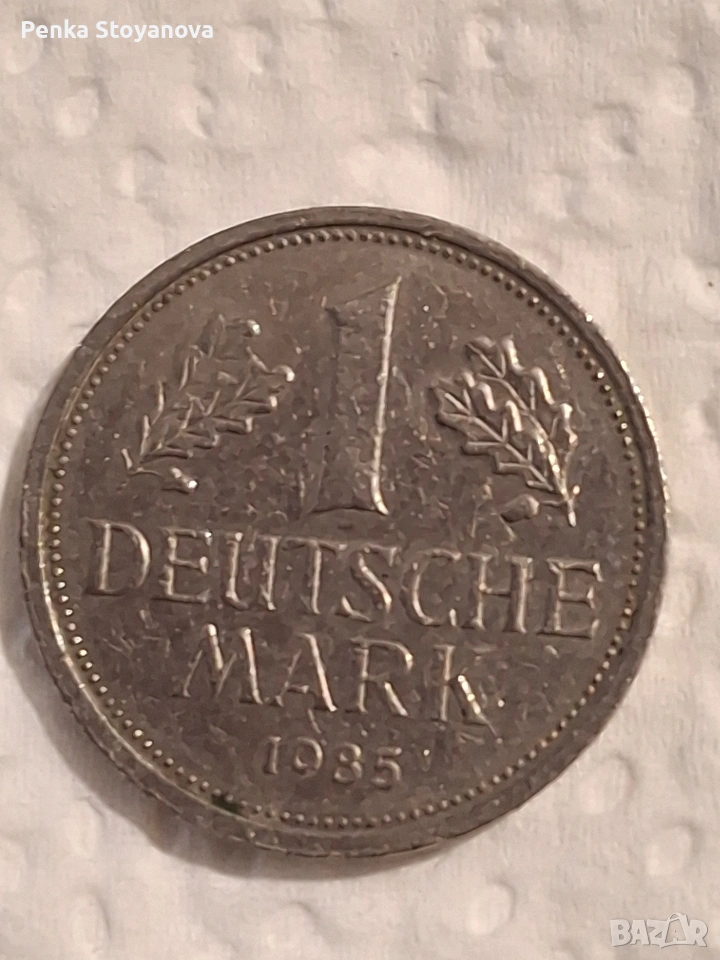 Penka Stoyanova
1
DEUTSCHE
MARK
1985
BAZAR